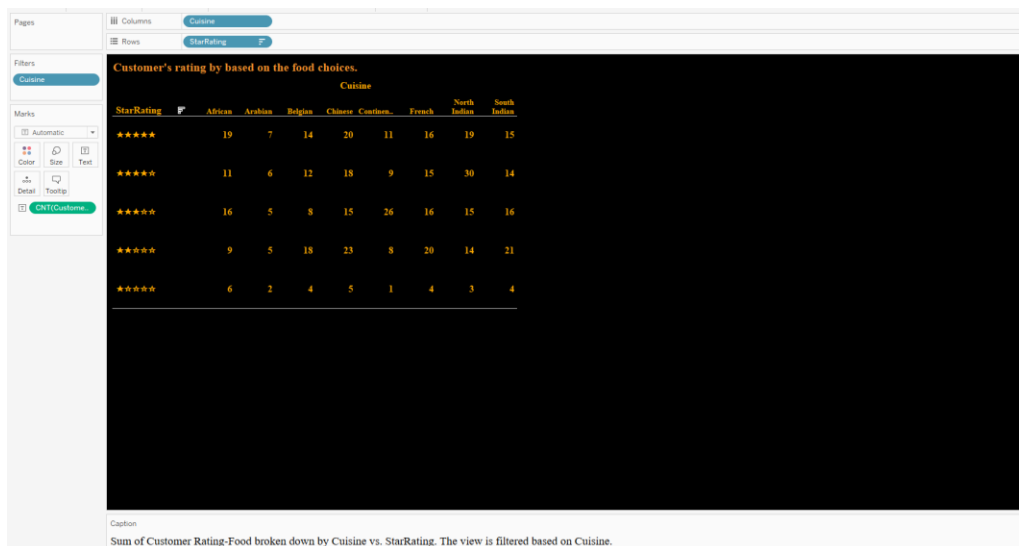 Pages
Columns
Cuisine
Rows
StarRating
Filters
Cuisine
Marks
Automatic
Color Size Text
Detail Tooltip
CNT(Custome..
Customer's rating by based on the food choices.
Cuisine
StarRating African Arabian Belgian Chinese Continen.. French North Indian South Indian
★★★★★ 19 7 14 20 11 16 19 15
★★★★☆ 11 6 12 18 9 15 30 14
★★★☆☆ 16 5 8 15 26 16 15 16
★★☆☆☆ 9 5 18 23 8 20 14 21
★☆☆☆☆ 6 2 4 5 1 4 3 4
Caption
Sum of Customer Rating-Food broken down by Cuisine vs. StarRating. The view is filtered based on Cuisine.